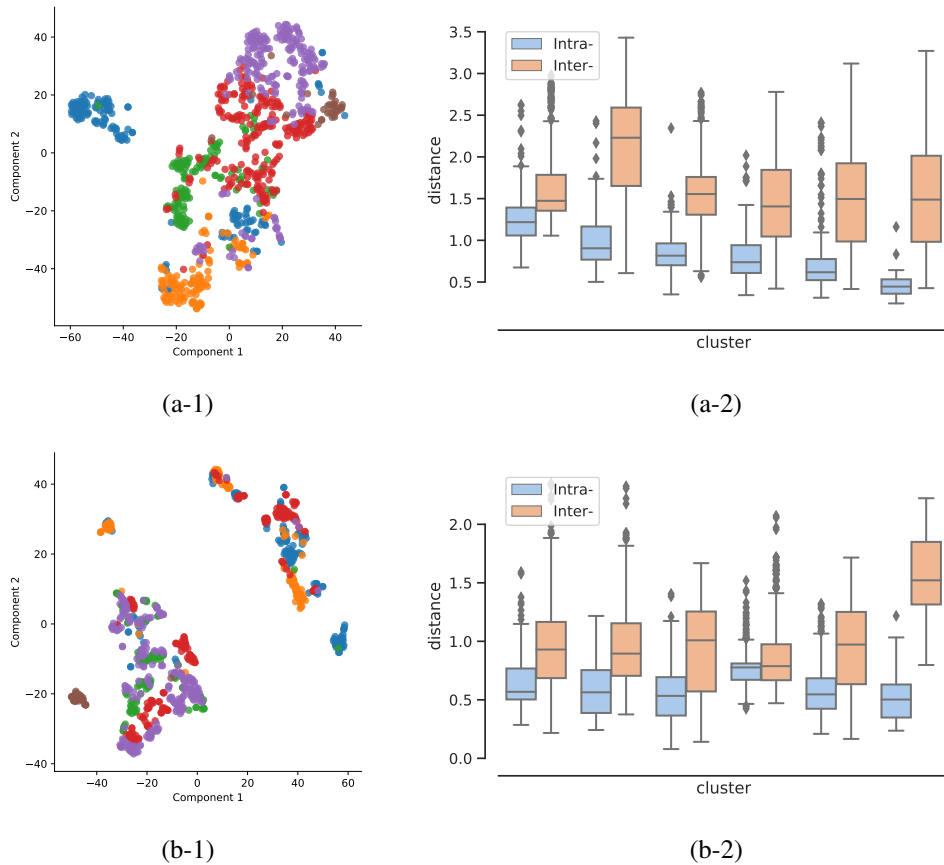 40
20
0
−20
−40
Component 2
−60
−40
−20
0
20
40
Component 1
(a-1)
3.5
3.0
2.5
2.0
1.5
1.0
0.5
distance
Intra-
Inter-
cluster
(a-2)
40
20
0
−20
−40
Component 2
−40
−20
0
20
40
60
Component 1
(b-1)
2.0
1.5
1.0
0.5
0.0
distance
Intra-
Inter-
cluster
(b-2)